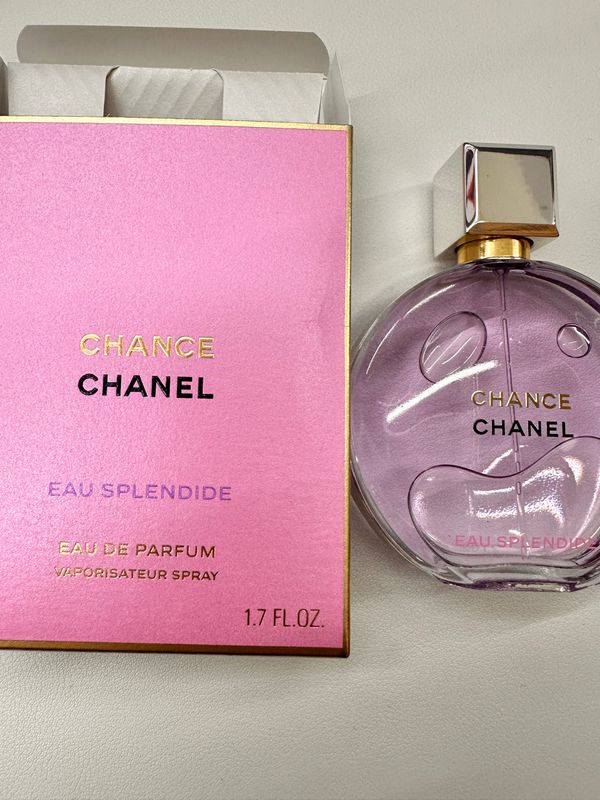 CHANCE
CHANEL
EAU SPLENDIDE
EAU DE PARFUM
VAPORISATEUR SPRAY
1.7 FL.OZ.
CHANCE
CHANEL
EAU SPLENDIDE